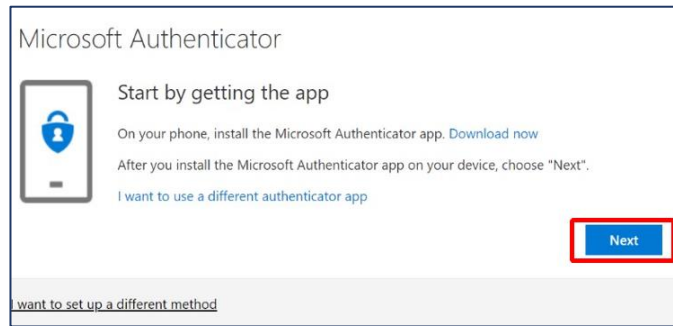 Microsoft Authenticator
Start by getting the app
On your phone, install the Microsoft Authenticator app. Download now
After you install the Microsoft Authenticator app on your device, choose "Next".
I want to use a different authenticator app
Next
I want to set up a different method